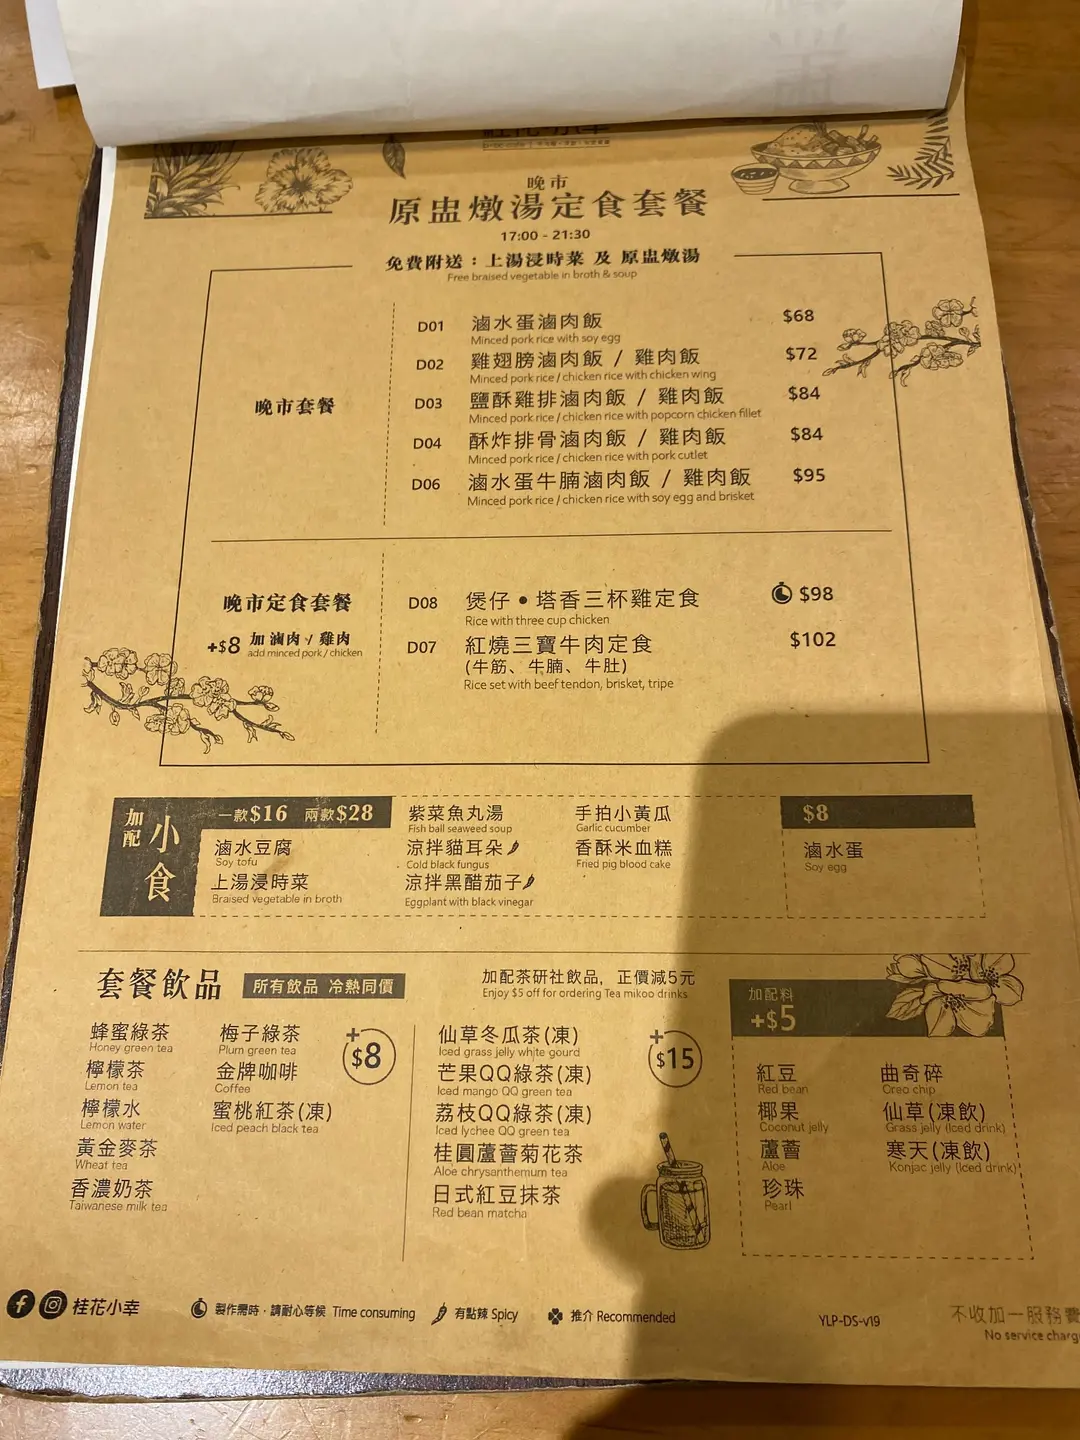 晚市
原盅燉湯定食套餐
17:00 - 21:30
免費附送：上湯浸時菜 及 原盅燉湯
Free braised vegetable in broth & soup
晚市套餐
D01 滷水蛋滷肉飯 $68
Minced pork rice with soy egg
D02 雞翅膀滷肉飯 / 雞肉飯 $72
Minced pork rice / chicken rice with chicken wing
D03 鹽酥雞排滷肉飯 / 雞肉飯 $84
Minced pork rice / chicken rice with popcorn chicken fillet
D04 酥炸排骨滷肉飯 / 雞肉飯 $84
Minced pork rice / chicken rice with pork cutlet
D06 滷水蛋牛腩滷肉飯 / 雞肉飯 $95
Minced pork rice / chicken rice with soy egg and brisket
晚市定食套餐
+$8 加 滷肉 / 雞肉
add minced pork / chicken
D08 煲仔•塔香三杯雞定食 $98
Rice with three cup chicken
D07 紅燒三寶牛肉定食 $102
(牛筋、牛腩、牛肚)
Rice set with beef tendon, brisket, tripe
加配 小食
一款$16 兩款$28
滷水豆腐
Soy tofu
上湯浸時菜
Braised vegetable in broth
紫菜魚丸湯
Fish ball seaweed soup
涼拌貓耳朵
Cold black fungus
涼拌黑醋茄子
Eggplant with black vinegar
手拍小黃瓜
Garlic cucumber
香酥米血糕
Fried pig blood cake
$8
滷水蛋
Soy egg
套餐飲品 所有飲品 冷熱同價
蜂蜜綠茶
Honey green tea
檸檬茶
Lemon tea
檸檬水
Lemon water
黃金麥茶
Wheat tea
香濃奶茶
Taiwanese milk tea
梅子綠茶
Plum green tea
金牌咖啡
Coffee
蜜桃紅茶(凍)
Iced peach black tea
+$8
加配茶研社飲品, 正價減5元
Enjoy $5 off for ordering Tea mikoo drinks
仙草冬瓜茶(凍)
Iced grass jelly white gourd
芒果QQ綠茶(凍)
Iced mango QQ green tea
荔枝QQ綠茶(凍)
Iced lychee QQ green tea
桂圓蘆薈菊花茶
Aloe chrysanthemum tea
日式紅豆抹茶
Red bean matcha
+$15
加配料
+$5
紅豆
Red bean
椰果
Coconut jelly
蘆薈
Aloe
珍珠
Pearl
曲奇碎
Oreo chip
仙草(凍飲)
Grass jelly (Iced drink)
寒天(凍飲)
Konjac jelly (Iced drink)
桂花小幸
製作需時，請耐心等候 Time consuming
有點辣 Spicy
推介 Recommended
YLP-DS-v19
不收加一服務費
No service charg